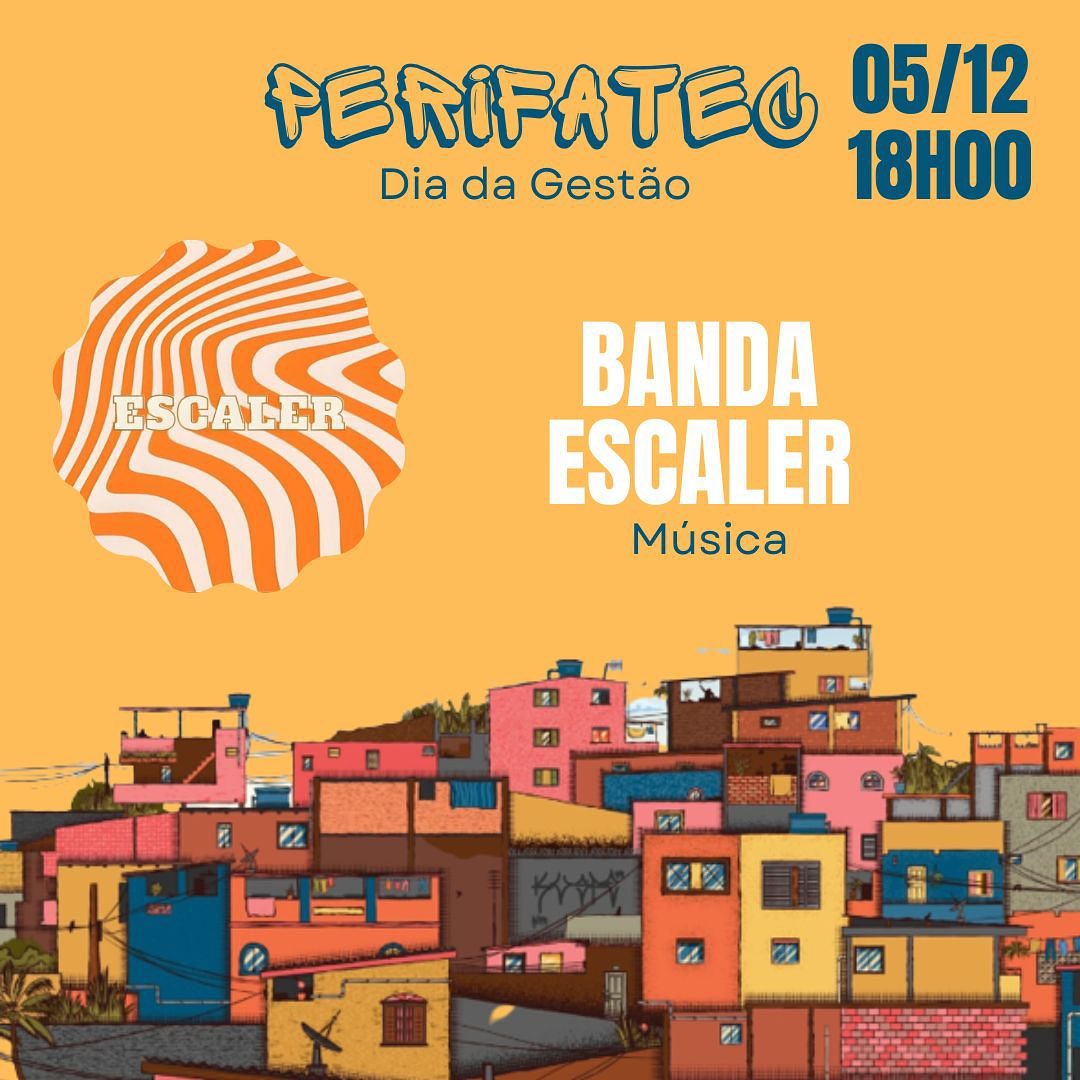 PERIFATEC
Dia da Gestão
05/12
18H00
ESCALER
BANDA
ESCALER
Música